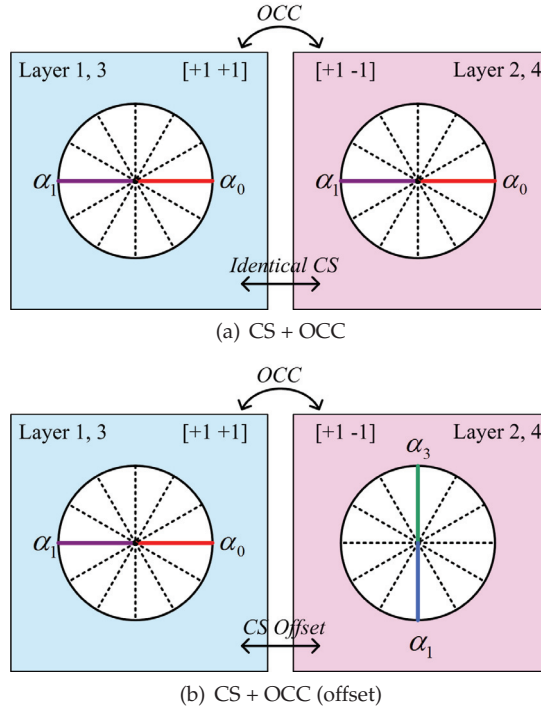 OCC
Layer 1, 3 [+1 +1] [+1 -1] Layer 2, 4
α₁ α₀ α₁ α₀
Identical CS
(a) CS + OCC
OCC
Layer 1, 3 [+1 +1] [+1 -1] Layer 2, 4
α₃
α₁ α₀
CS Offset
α₁
(b) CS + OCC (offset)